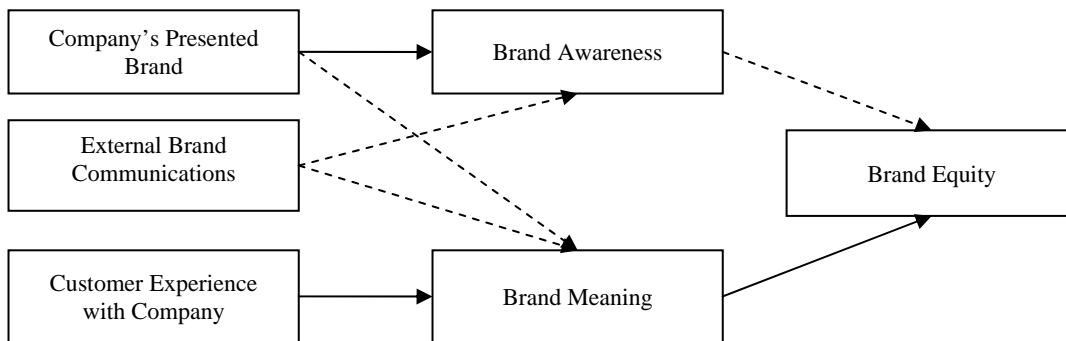 Company’s Presented
Brand
Brand Awareness
External Brand
Communications
Brand Equity
Customer Experience
with Company
Brand Meaning